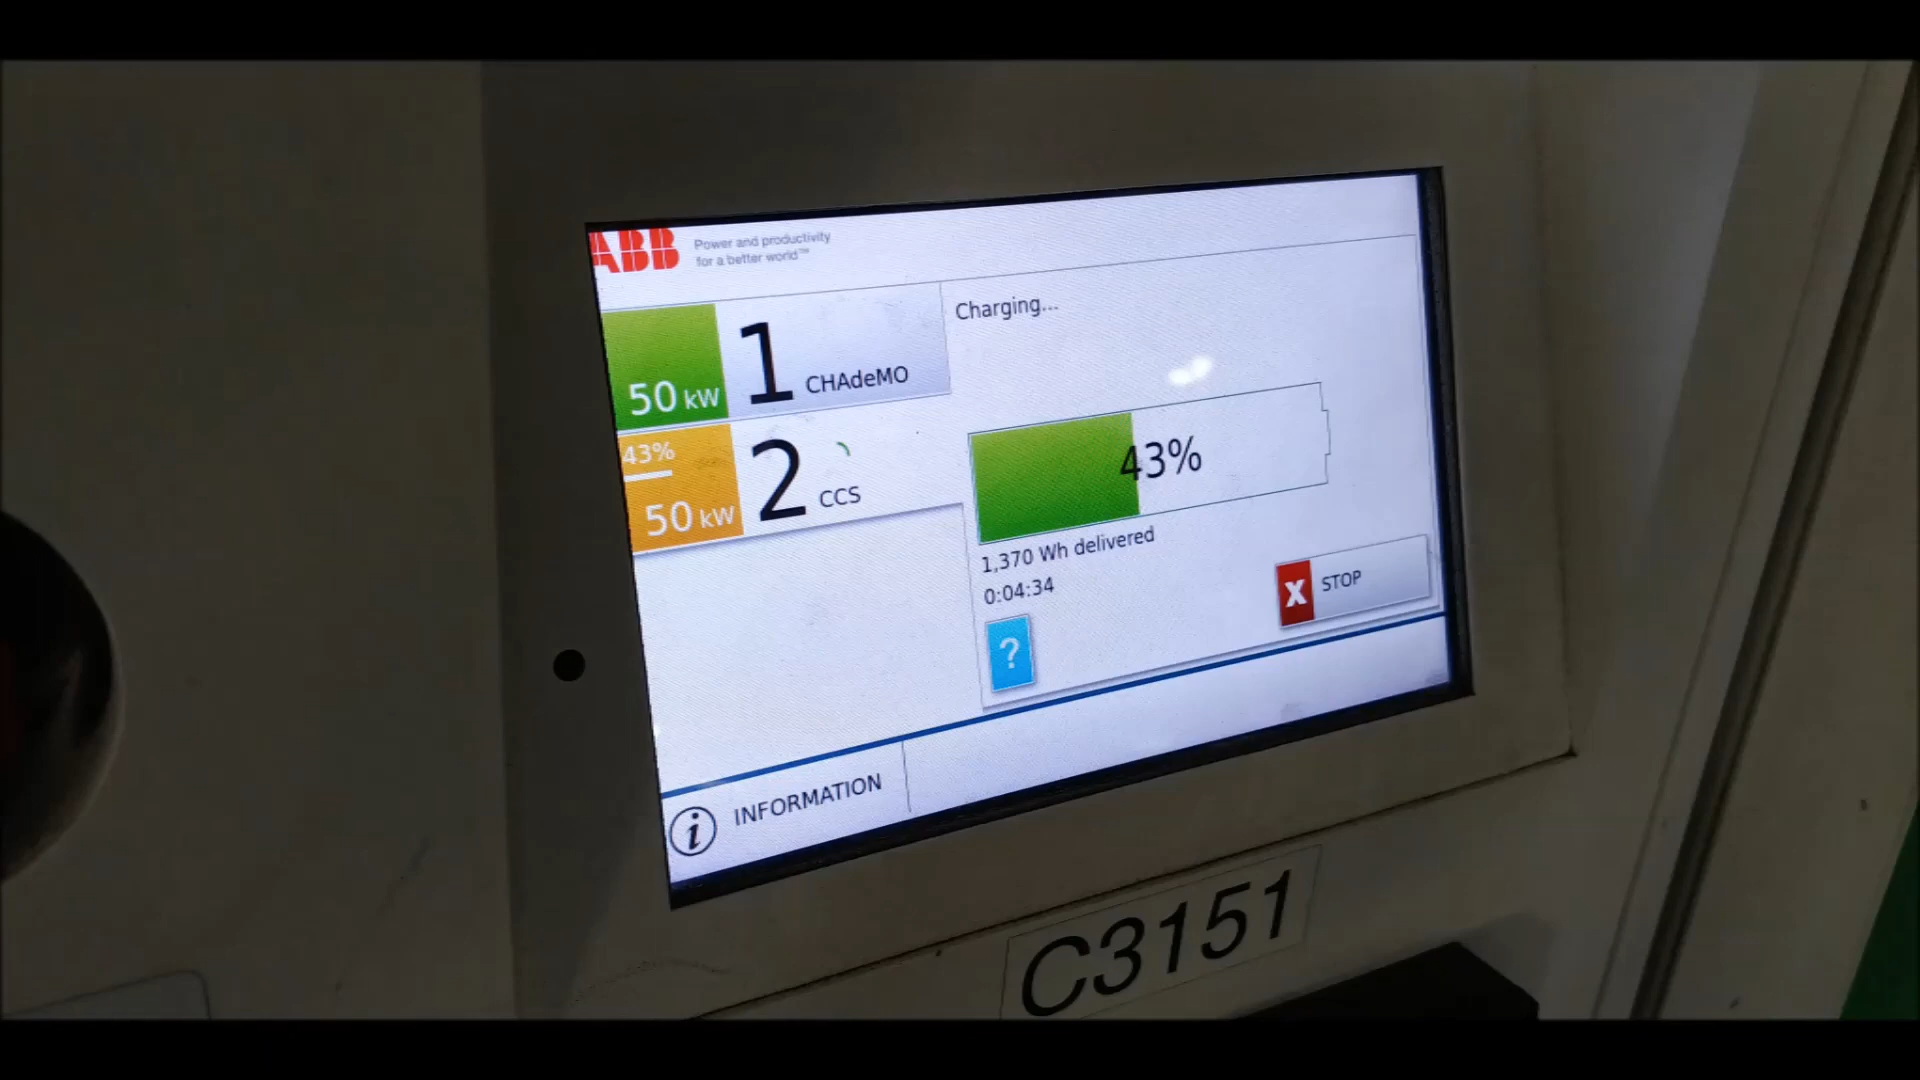 ABB
Power and productivity
for a better world™
50 kW
1 CHAdeMO
43%
50 kW
2 CCS
Charging...
43%
1,370 Wh delivered
0:04:34
?
X STOP
i INFORMATION
C3151